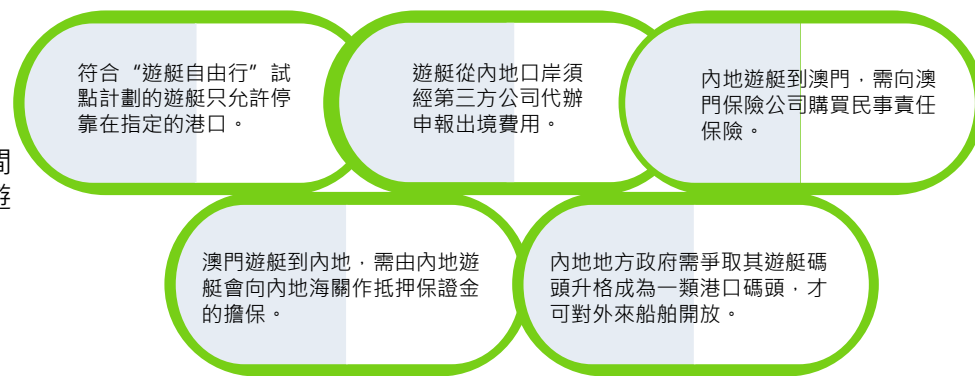 符合“遊艇自由行”試
點計劃的遊艇只允許停
靠在指定的港口。
遊艇從內地口岸須
經第三方公司代辦
申報出境費用。
內地遊艇到澳門，需向澳
門保險公司購買民事責任
保險。
間
遊
澳門遊艇到內地，需由內地遊
艇會向內地海關作抵押保證金
的擔保。
內地地方政府需爭取其遊艇碼
頭升格成為一類港口碼頭，才
可對外來船舶開放。